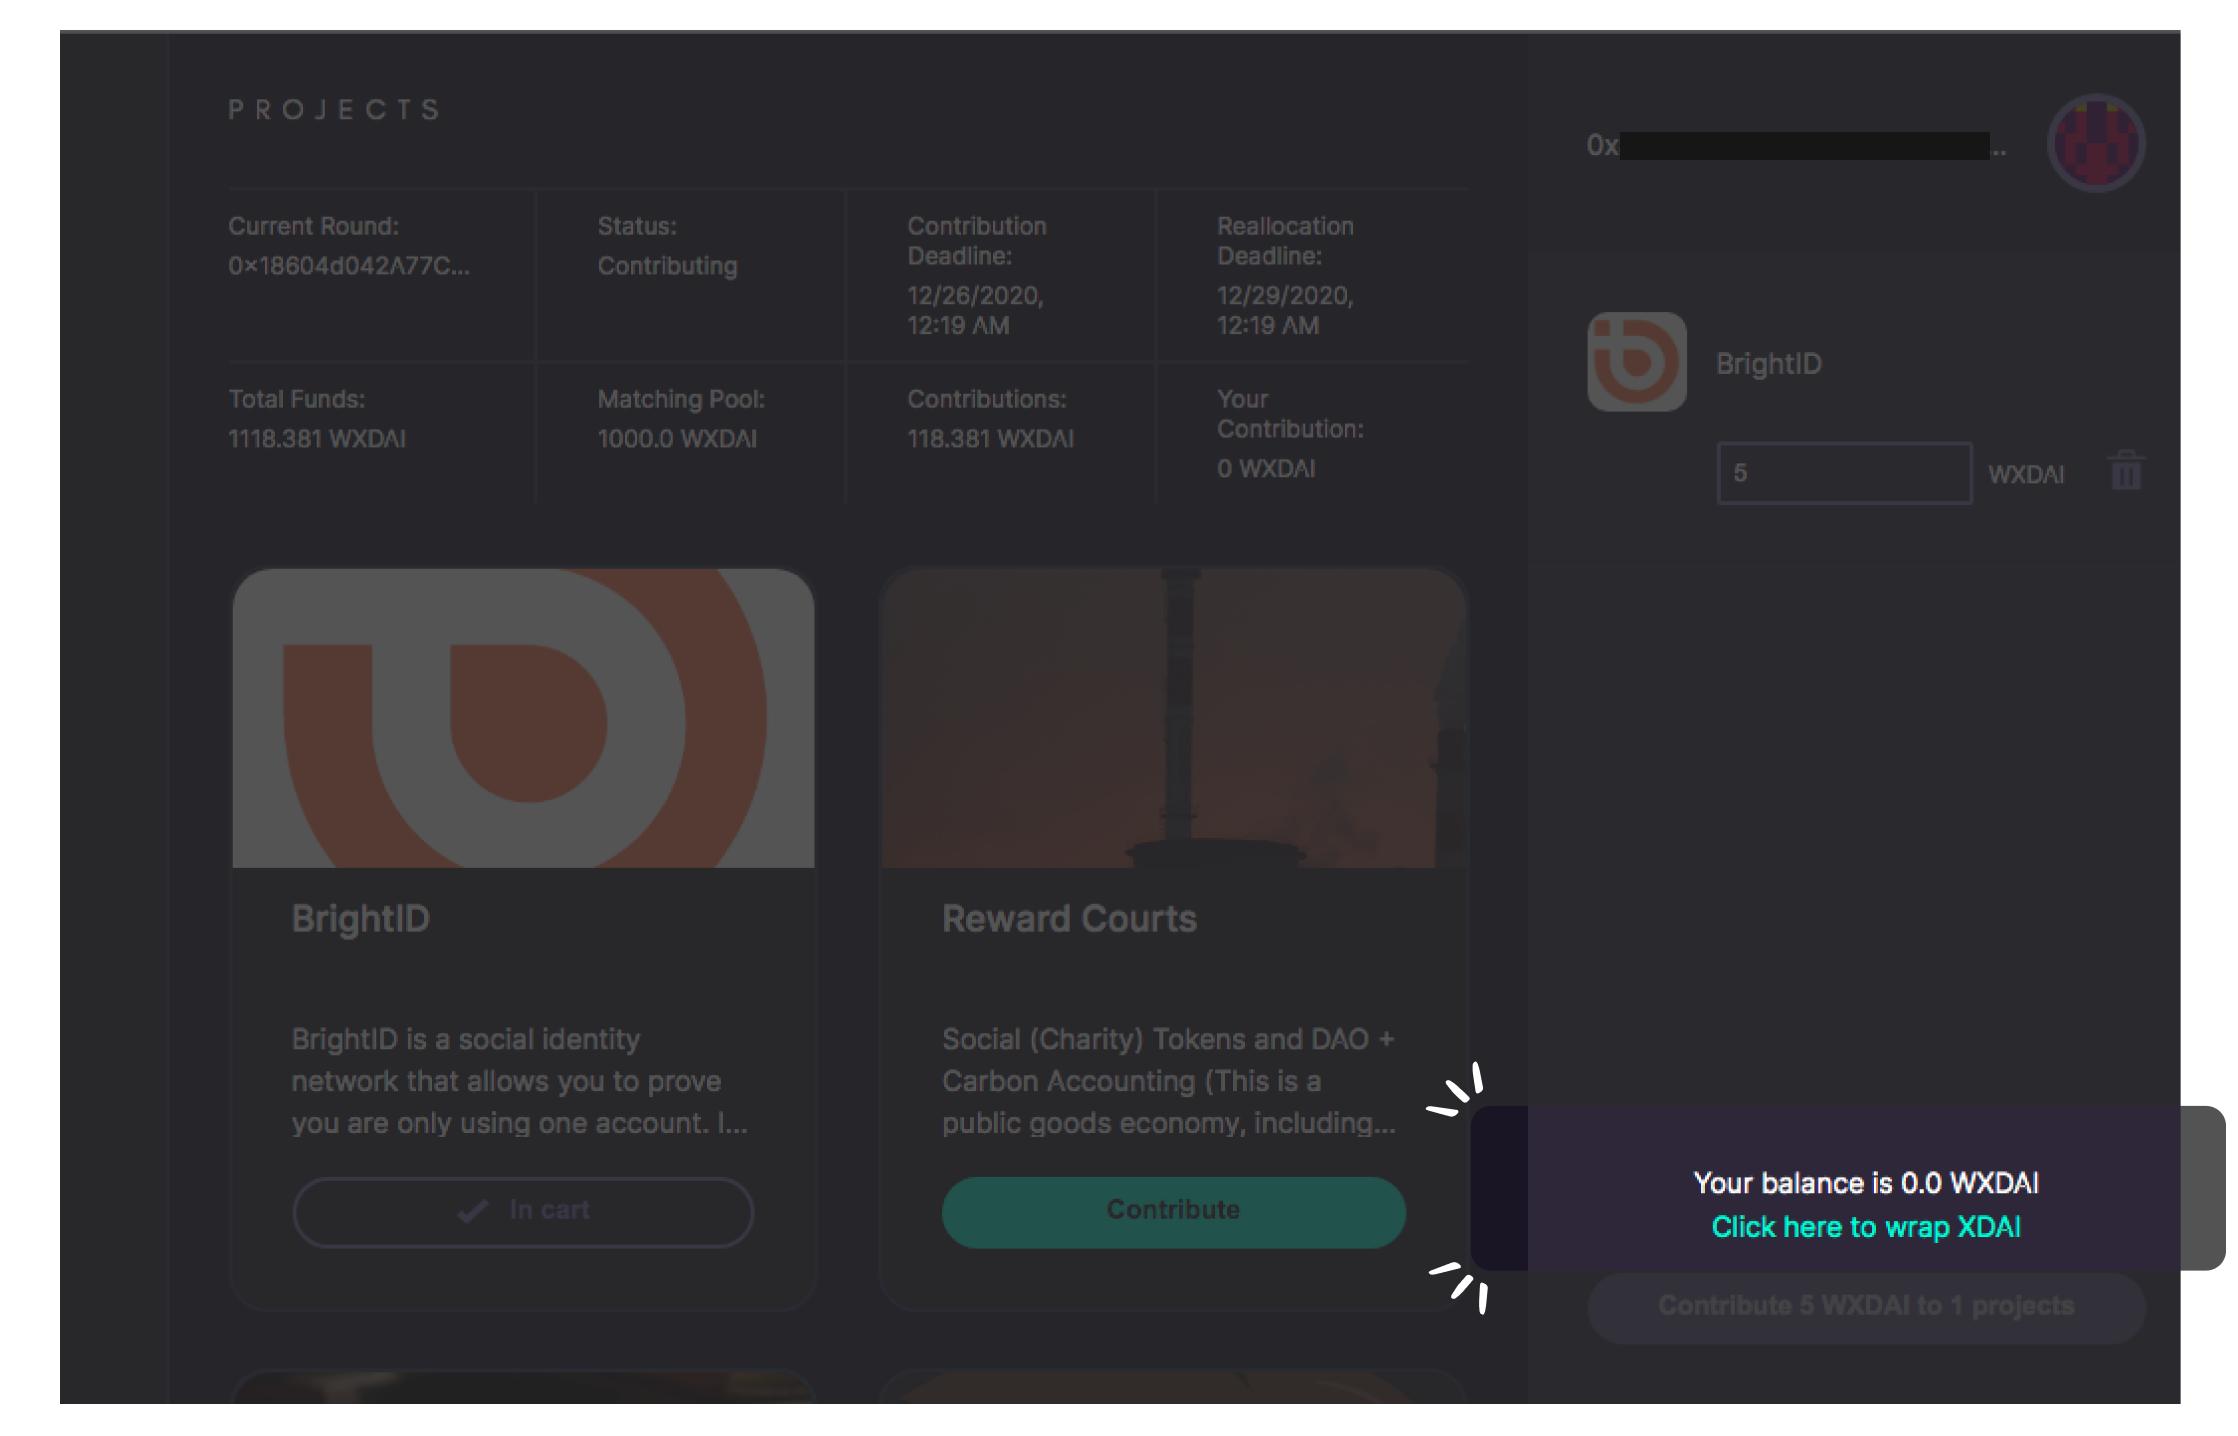 PROJECTS
0x ...
Current Round:
0x18604d042A77C...
Status:
Contributing
Contribution
Deadline:
12/26/2020,
12:19 AM
Reallocation
Deadline:
12/29/2020,
12:19 AM
Total Funds:
1118.381 WXDAI
Matching Pool:
1000.0 WXDAI
Contributions:
118.381 WXDAI
Your
Contribution:
0 WXDAI
BrightID
5 WXDAI
BrightID
BrightID is a social identity
network that allows you to prove
you are only using one account. I...
In cart
Reward Courts
Social (Charity) Tokens and DAO +
Carbon Accounting (This is a
public goods economy, including...
Contribute
Your balance is 0.0 WXDAI
Click here to wrap XDAI
Contribute 5 WXDAI to 1 projects